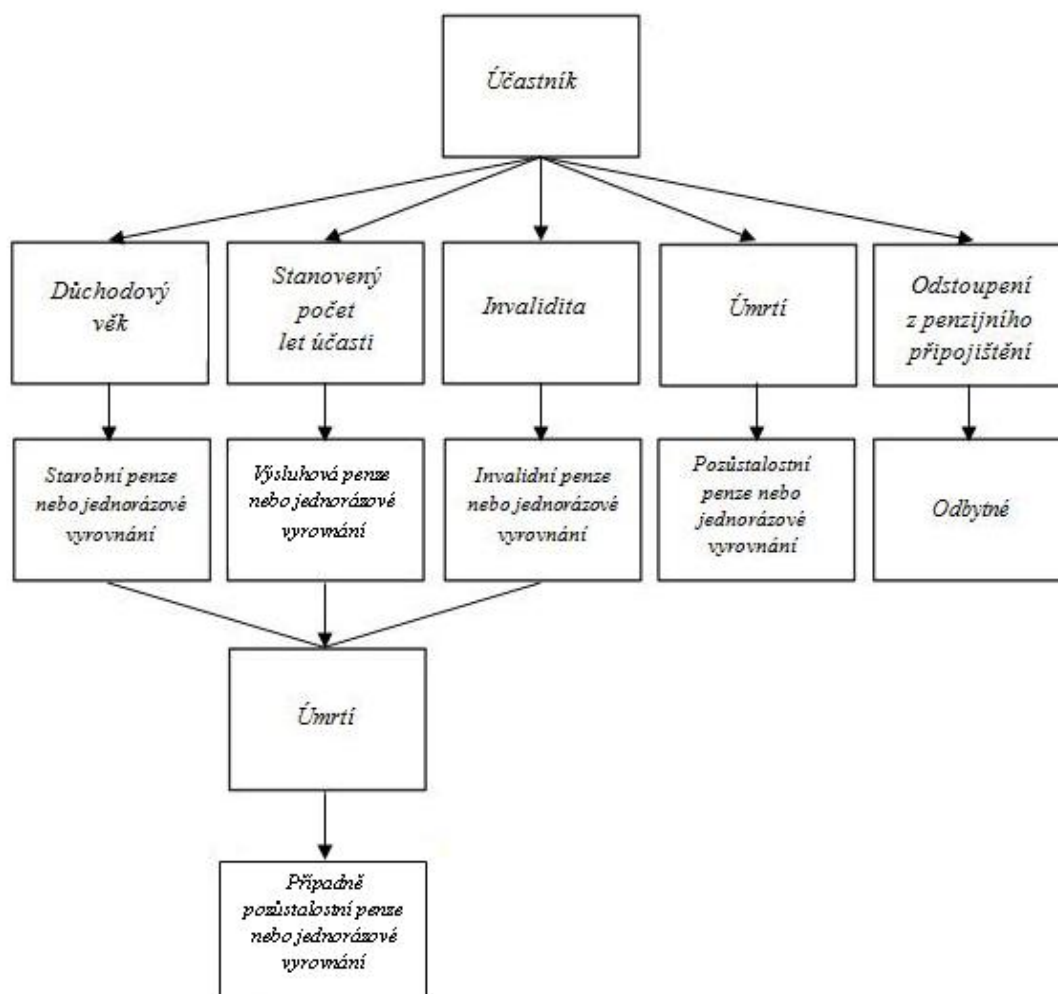 Účastník
Důchodový
věk
Stanovený
počet
let účasti
Invalidita
Úmrtí
Odstoupení
z penzijního
připojištění
Starobní penze
nebo jednorázové
vyrovnání
Výsluhová penze
nebo jednorázové
vyrovnání
Invalidní penze
nebo jednorázové
vyrovnání
Pozůstalostní
penze nebo
jednorázové
vyrovnání
Odbytné
Úmrtí
Případně
pozůstalostní penze
nebo jednorázové
vyrovnání